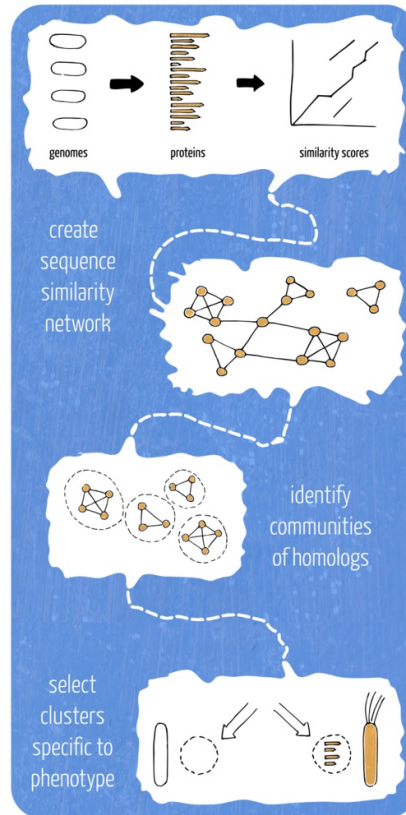 genomes
proteins
similarity scores
create
sequence
similarity
network
identify
communities
of homologs
select
clusters
specific to
phenotype